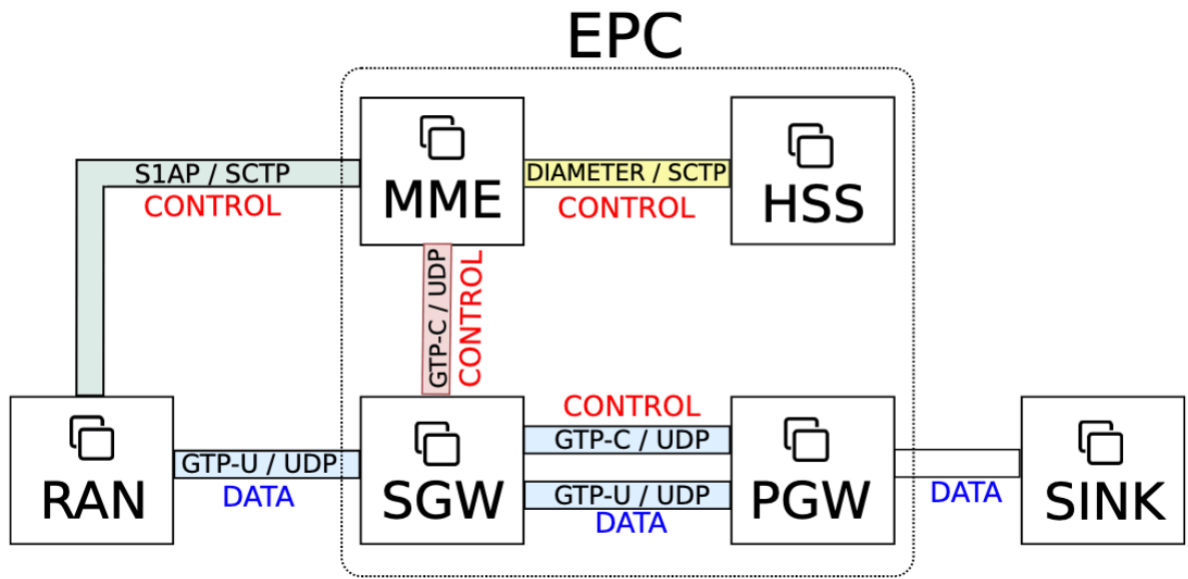 EPC
S1AP / SCTP
CONTROL
MME
DIAMETER / SCTP
CONTROL
HSS
GTP-C / UDP
CONTROL
RAN
GTP-U / UDP
DATA
SGW
CONTROL
GTP-C / UDP
GTP-U / UDP
DATA
PGW
DATA
SINK